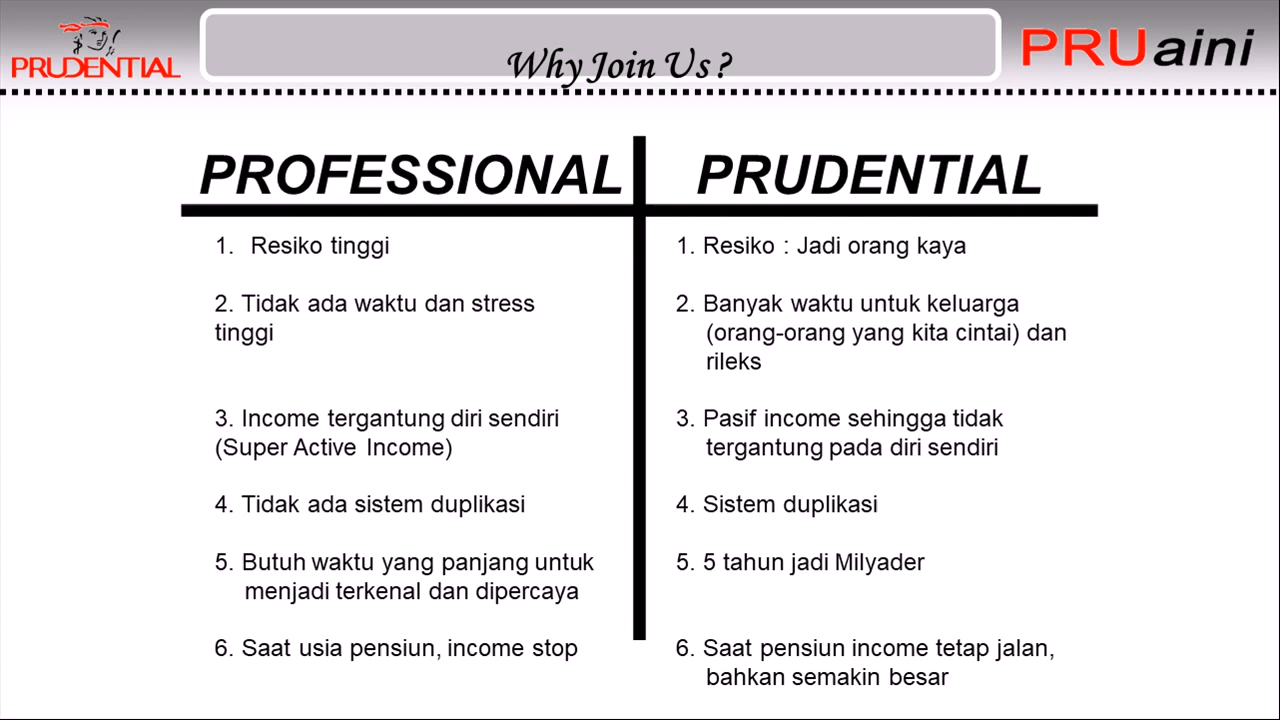 PRUDENTIAL
Why Join Us ?
PRUaini
PROFESSIONAL
1. Resiko tinggi
2. Tidak ada waktu dan stress
tinggi
3. Income tergantung diri sendiri
(Super Active Income)
4. Tidak ada sistem duplikasi
5. Butuh waktu yang panjang untuk
menjadi terkenal dan dipercaya
6. Saat usia pensiun, income stop
PRUDENTIAL
1. Resiko : Jadi orang kaya
2. Banyak waktu untuk keluarga
(orang-orang yang kita cintai) dan
rileks
3. Pasif income sehingga tidak
tergantung pada diri sendiri
4. Sistem duplikasi
5. 5 tahun jadi Milyader
6. Saat pensiun income tetap jalan,
bahkan semakin besar